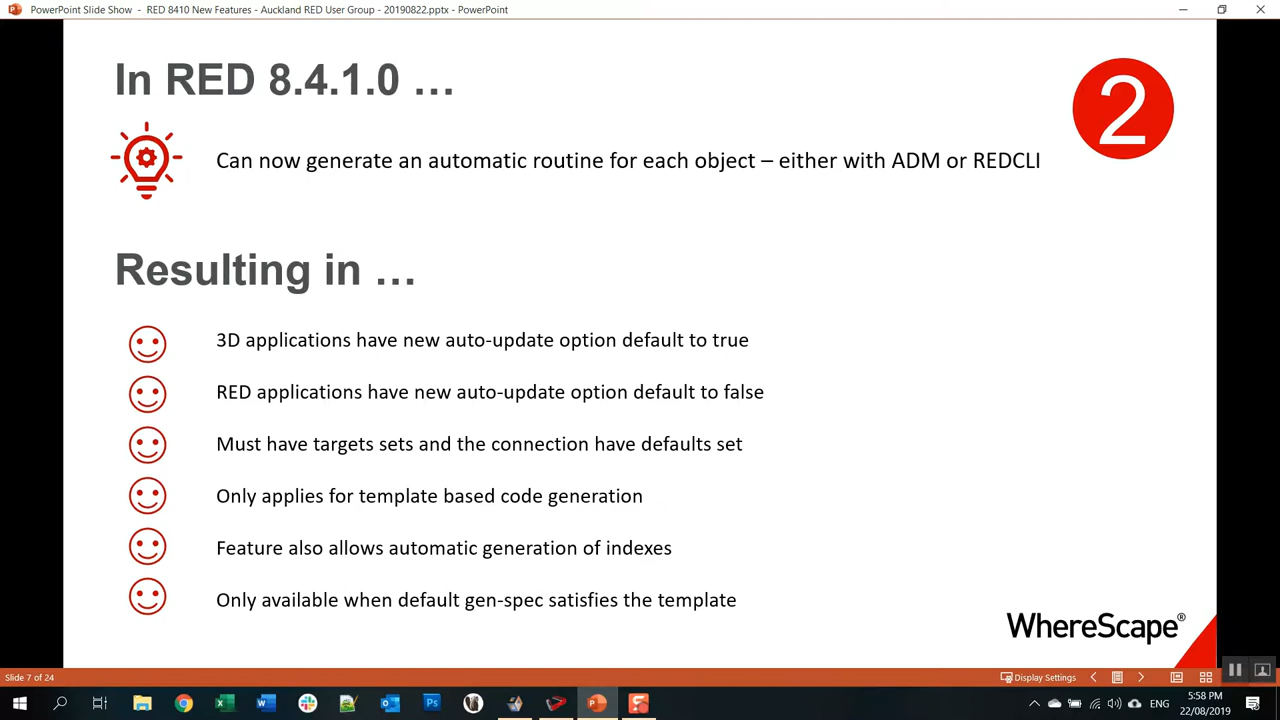 PowerPoint Slide Show - RED 8410 New Features - Auckland RED User Group - 20190822.pptx - PowerPoint
In RED 8.4.1.0 …
2
Can now generate an automatic routine for each object – either with ADM or REDCLI
Resulting in …
3D applications have new auto-update option default to true
RED applications have new auto-update option default to false
Must have targets sets and the connection have defaults set
Only applies for template based code generation
Feature also allows automatic generation of indexes
Only available when default gen-spec satisfies the template
WhereScape®
Slide 7 of 24
Display Settings
5:58 PM
ENG
22/08/2019